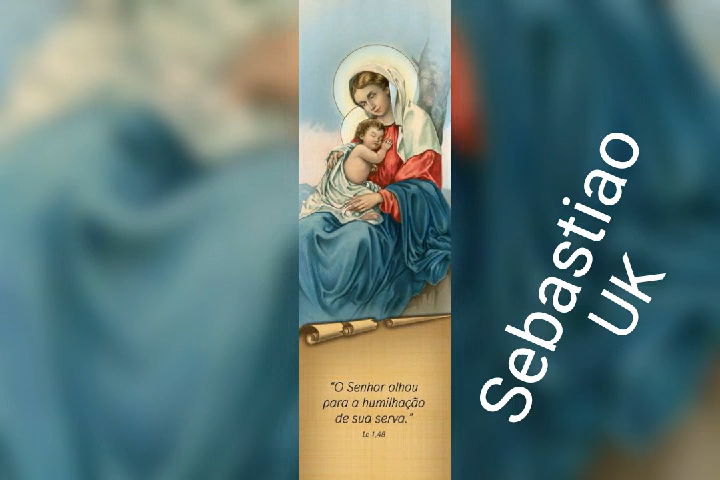 “O Senhor olhou
para a humilhação
de sua serva.”
Lc 1,48
Sebastiao
UK